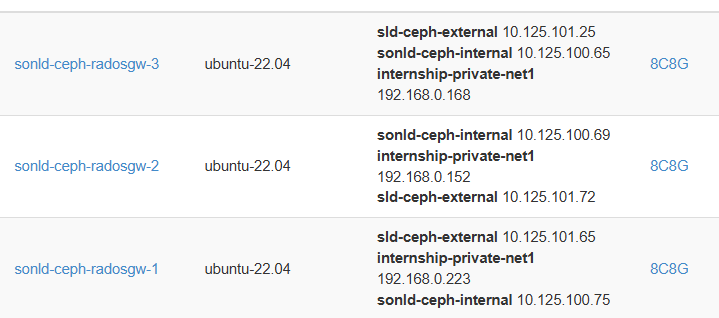 sld-ceph-external 10.125.101.25
sonld-ceph-internal 10.125.100.65
sonld-ceph-radosgw-3 ubuntu-22.04 internship-private-net1 8C8G
192.168.0.168
sonld-ceph-internal 10.125.100.69
sonld-ceph-radosgw-2 ubuntu-22.04 internship-private-net1 8C8G
192.168.0.152
sld-ceph-external 10.125.101.72
sld-ceph-external 10.125.101.65
sonld-ceph-radosgw-1 ubuntu-22.04 internship-private-net1 8C8G
192.168.0.223
sonld-ceph-internal 10.125.100.75